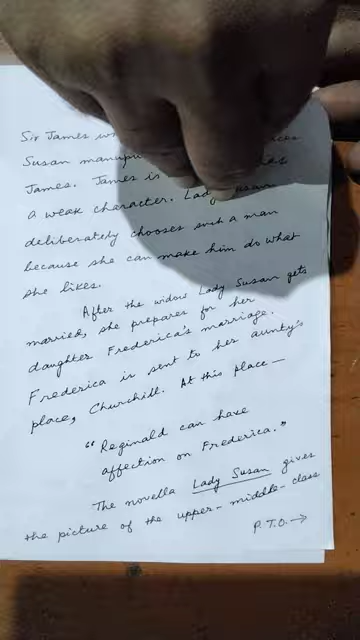 Sir James
Susan
James. James is
a weak character. Lady Susan
deliberately chooses such a man
because she can make him do what
she likes.
After the widow Lady Susan gets
married, she prepares for her
daughter Frederica's marriage.
Frederica is sent to her aunty's
place, Churchill. At this place —
"Reginald can have
affection on Frederica."
The novella Lady Susan gives
the picture of the upper-middle-class
P.T.O. →